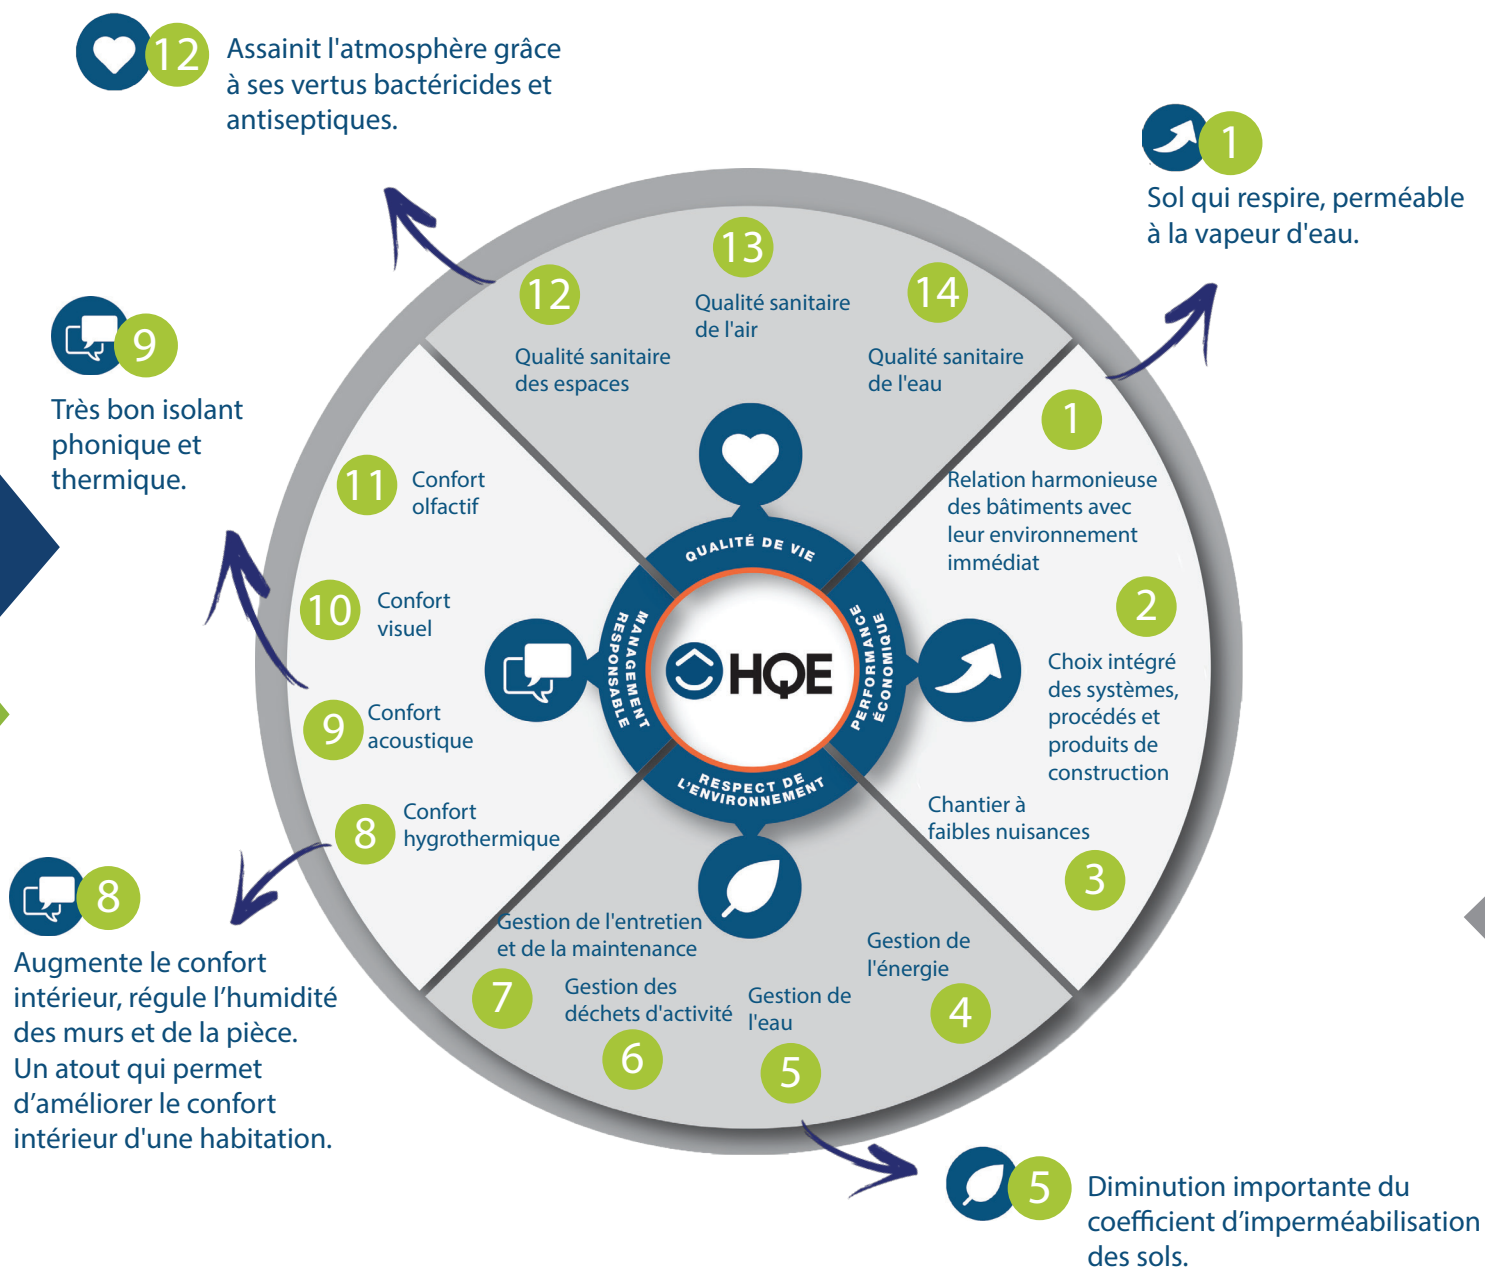 12
Assainit l'atmosphère grâce
à ses vertus bactéricides et
antiseptiques.
1
Sol qui respire, perméable
à la vapeur d'eau.
9
Très bon isolant
phonique et
thermique.
12
Qualité sanitaire
des espaces
13
Qualité sanitaire
de l'air
14
Qualité sanitaire
de l'eau
1
Relation harmonieuse
des bâtiments avec
leur environnement
immédiat
2
Choix intégré
des systèmes,
procédés et
produits de
construction
Chantier à
faibles nuisances
3
11
Confort
olfactif
10
Confort
visuel
9
Confort
acoustique
8
Confort
hygrothermique
QUALITÉ DE VIE
PERFORMANCE
ÉCONOMIQUE
MANAGEMENT
RESPONSABLE
RESPECT DE
L'ENVIRONNEMENT
HQE
Gestion de l'entretien
et de la maintenance
7
Gestion des
déchets d'activité
6
Gestion de
l'eau
5
Gestion de
l'énergie
4
8
Augmente le confort
intérieur, régule l’humidité
des murs et de la pièce.
Un atout qui permet
d’améliorer le confort
intérieur d'une habitation.
5
Diminution importante du
coefficient d’imperméabilisation
des sols.